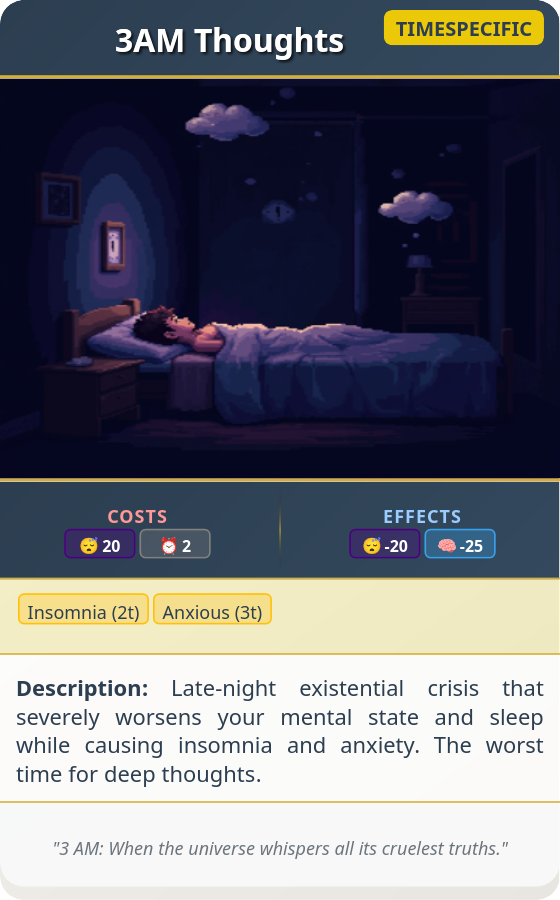 3AM Thoughts
TIMESPECIFIC
COSTS
😴 20 ⏰ 2
EFFECTS
😴 -20 🧠 -25
Insomnia (2t) Anxious (3t)
Description: Late-night existential crisis that
severely worsens your mental state and sleep
while causing insomnia and anxiety. The worst
time for deep thoughts.
"3 AM: When the universe whispers all its cruelest truths."